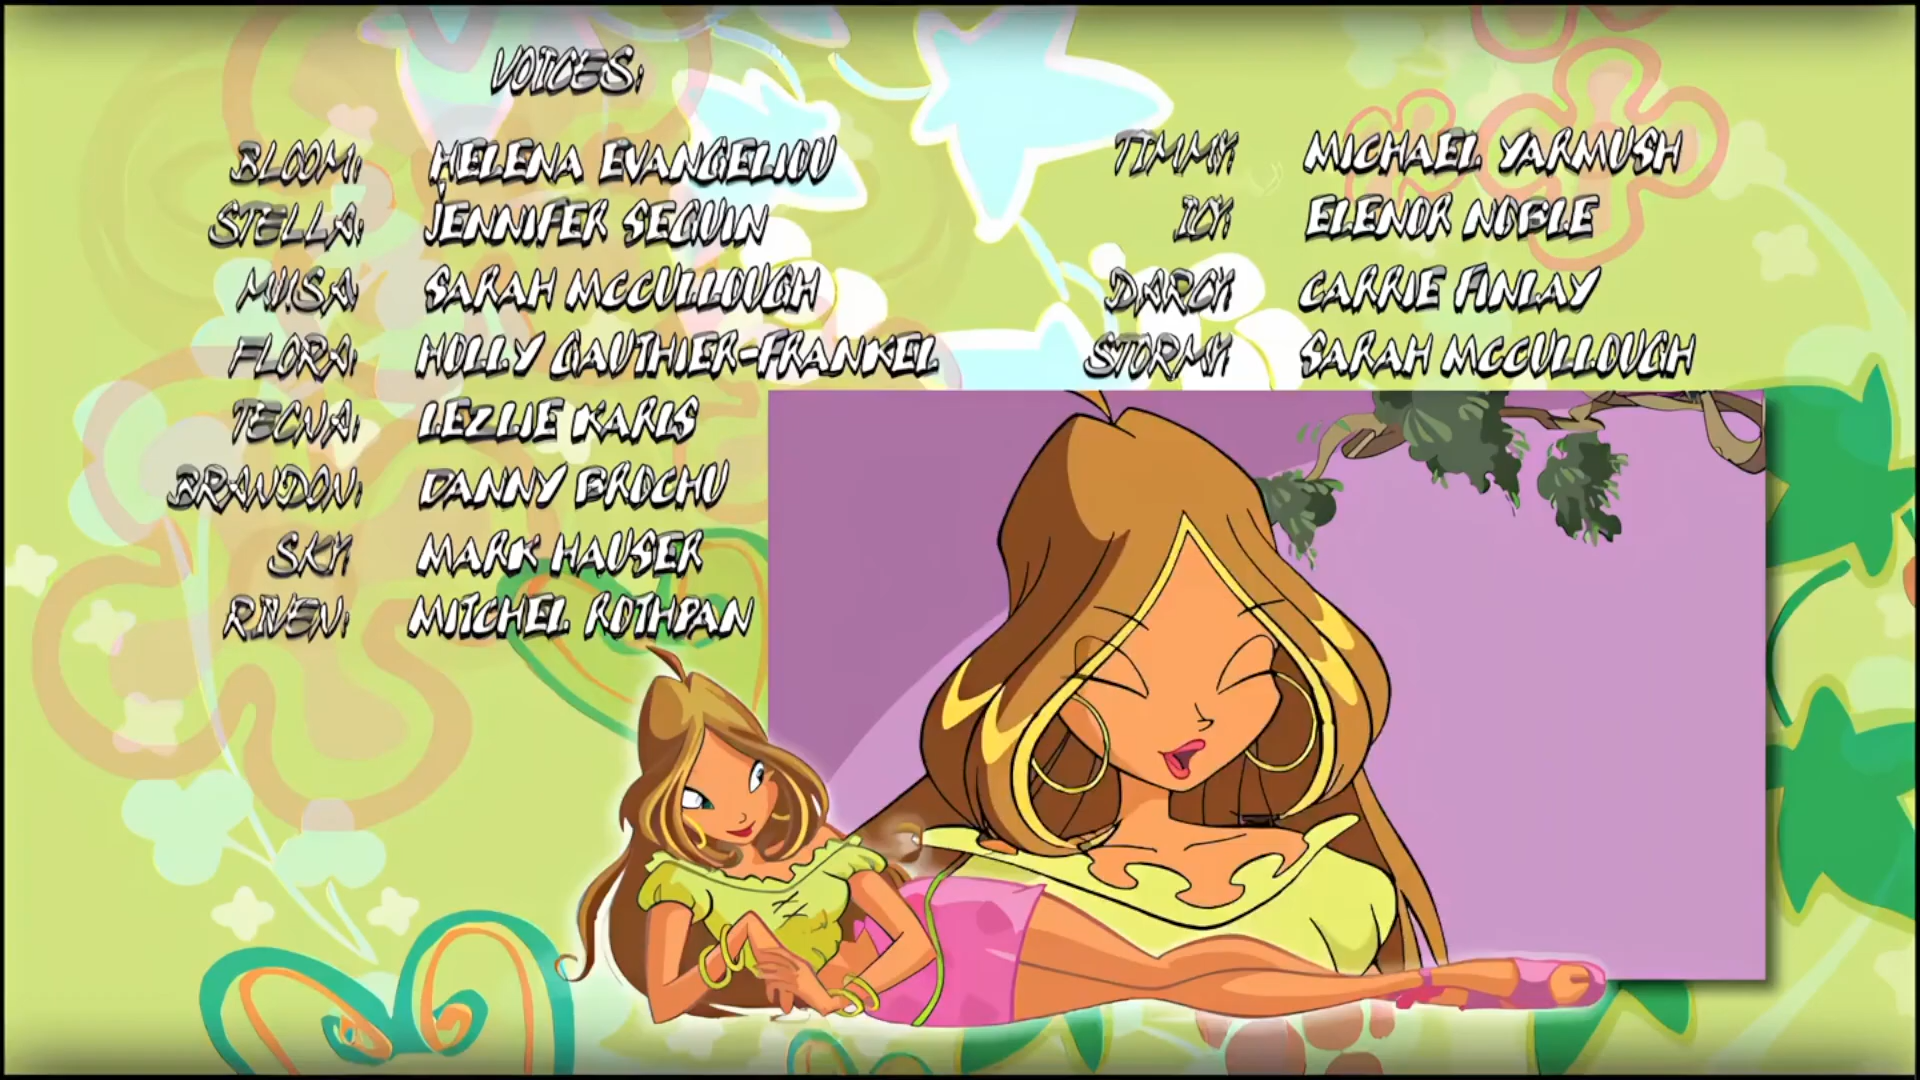 VOICES:
BLOOM: HELENA EVANGELIOU
STELLA: JENNIFER SEGUIN
MUSA: SARAH MCCULLOUGH
FLORA: HOLLY GAUTHIER-FRANKEL
TECNA: LEZLIE KARLS
BRANDON: DANNY BROCHU
SKY: MARK HAUSER
RIVEN: MITCHEL ROTHPAN
TIMMY: MICHAEL YARMUSH
ICY: ELENOR NOBLE
DARCY: CARRIE FINLAY
STORMY: SARAH MCCULLOUGH